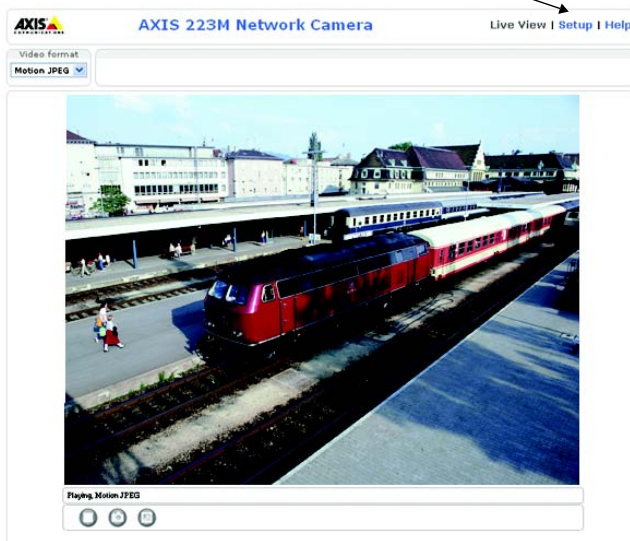 AXIS
COMMUNICATIONS
AXIS 223M Network Camera
Live View | Setup | Help
Video format
Motion JPEG
Playing, Motion JPEG